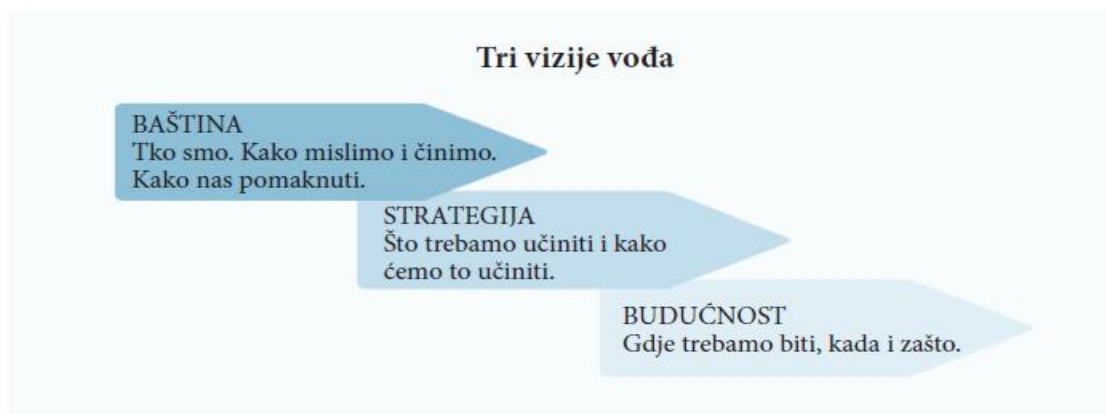 Tri vizije vođa
BAŠTINA
Tko smo. Kako mislimo i činimo.
Kako nas pomaknuti.
STRATEGIJA
Što trebamo učiniti i kako
ćemo to učiniti.
BUDUĆNOST
Gdje trebamo biti, kada i zašto.